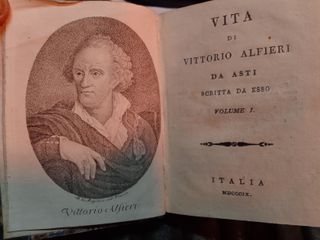 Vittorio Alfieri
VITA
DI
VITTORIO ALFIERI
DA ASTI
SCRITTA DA ESSO
VOLUME I.
ITALIA
MDCCCIX.